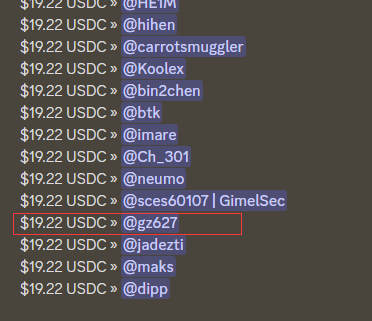 $19.22 USDC » @HE1M
$19.22 USDC » @hihen
$19.22 USDC » @carrotsmuggler
$19.22 USDC » @Koolex
$19.22 USDC » @bin2chen
$19.22 USDC » @btk
$19.22 USDC » @imare
$19.22 USDC » @Ch_301
$19.22 USDC » @neumo
$19.22 USDC » @sces60107 | GimelSec
$19.22 USDC » @gz627
$19.22 USDC » @jadezti
$19.22 USDC » @maks
$19.22 USDC » @dipp